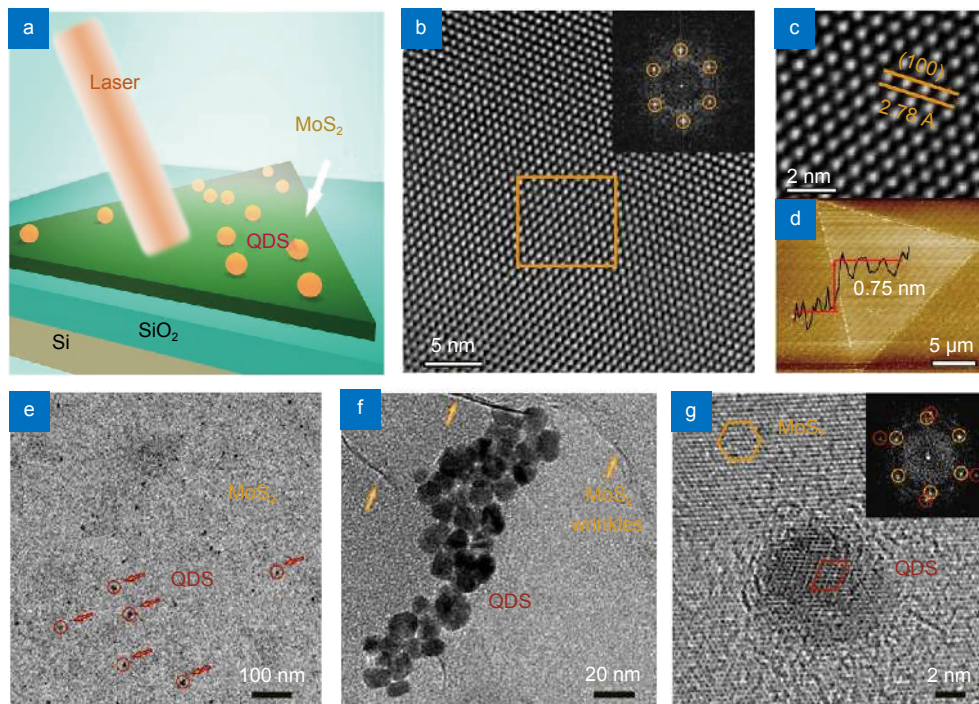 a
Laser
MoS₂
QDS
SiO₂
Si
b
5 nm
c
(100)
2.78 Å
2 nm
d
0.75 nm
5 μm
e
MoS₂
QDS
100 nm
f
MoS₂
wrinkles
QDS
20 nm
g
MoS₂
QDS
2 nm